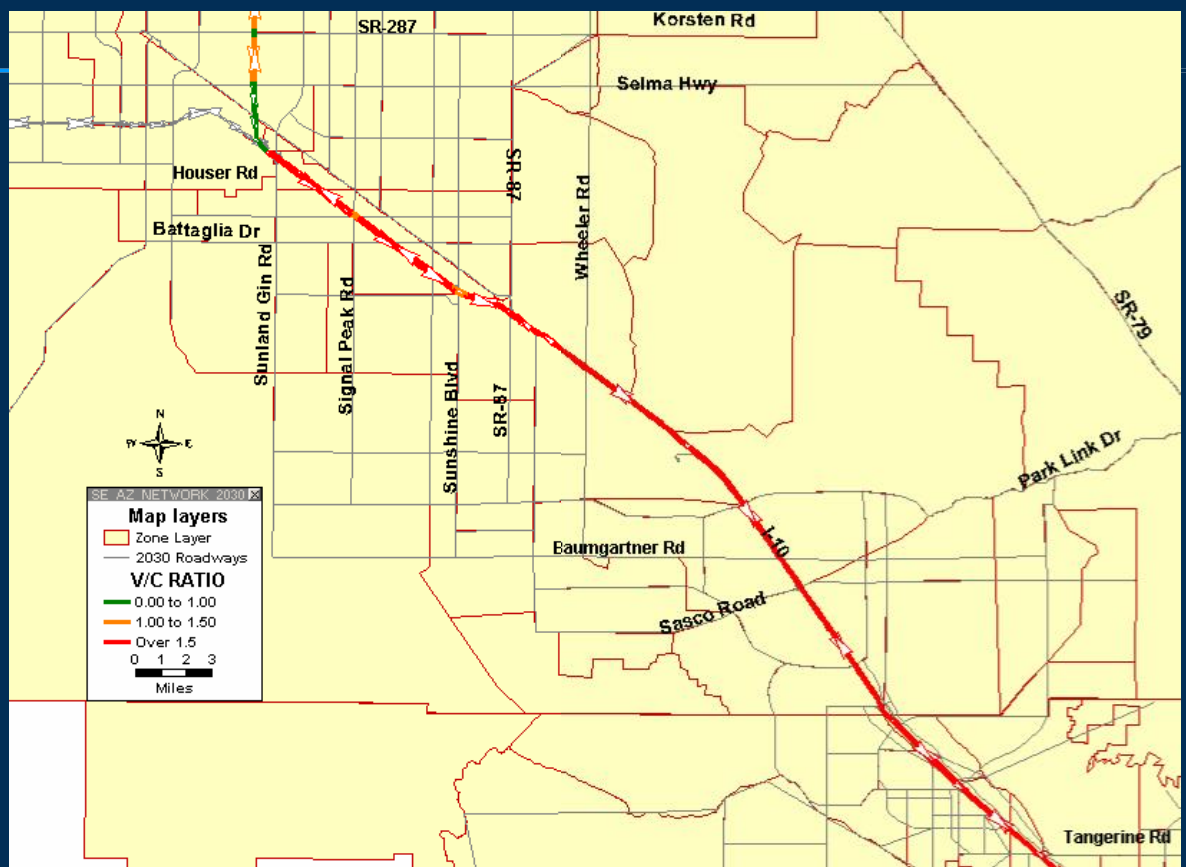 Korsten Rd
SR-287
Selma Hwy
SR-87
Houser Rd
Wheeler Rd
Battaglia Dr
Sunland Gin Rd
Signal Peak Rd
SR-79
Sunshine Blvd
SR-87
N
W E
S
Park Link Dr
SE AZ NETWORK 2030
Map layers
Zone Layer
2030 Roadways
V/C RATIO
0.00 to 1.00
1.00 to 1.50
Over 1.5
0 1 2 3
Miles
I-10
Baumgartner Rd
Sasco Road
Tangerine Rd